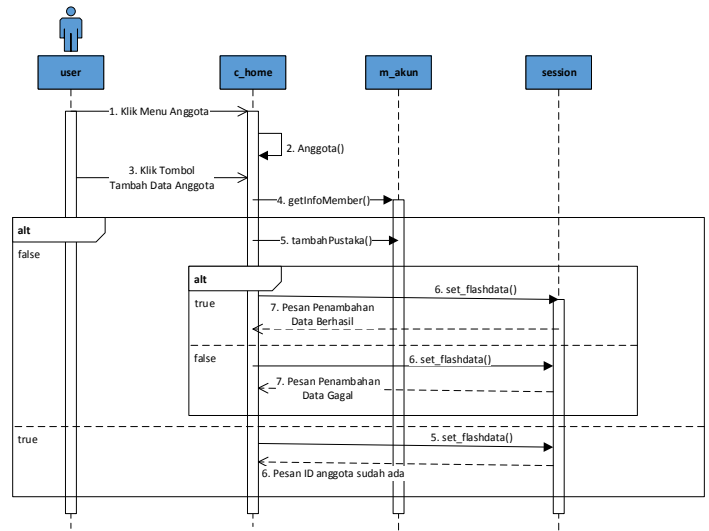 user
c_home
m_akun
session
1. Klik Menu Anggota
2. Anggota()
3. Klik Tombol
Tambah Data Anggota
4. getInfoMember()
alt
5. tambahPustaka()
false
alt
6. set_flashdata()
true
7. Pesan Penambahan
Data Berhasil
false
6. set_flashdata()
7. Pesan Penambahan
Data Gagal
true
5. set_flashdata()
6. Pesan ID anggota sudah ada